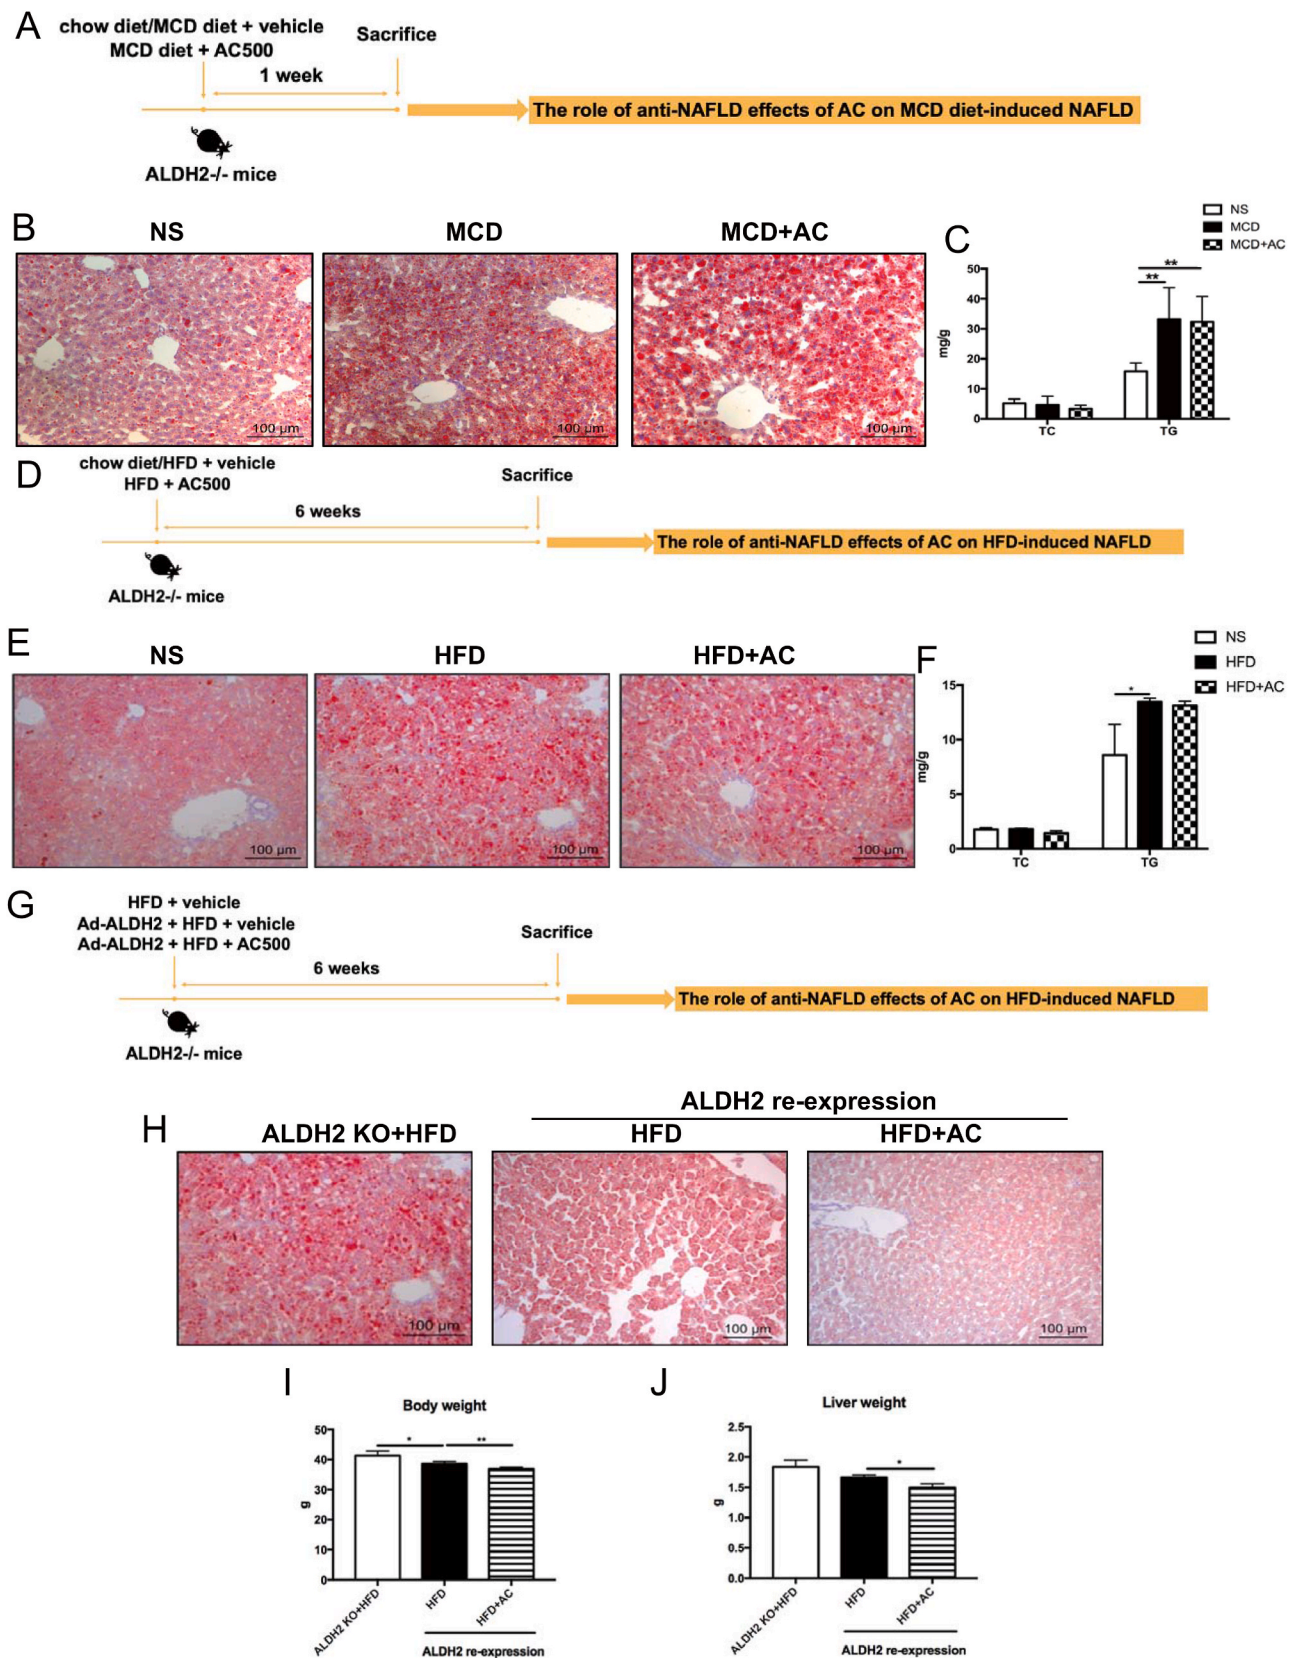 A
chow diet/MCD diet + vehicle
MCD diet + AC500
Sacrifice
1 week
The role of anti-NAFLD effects of AC on MCD diet-induced NAFLD
ALDH2-/- mice
B
NS
MCD
MCD+AC
100 μm
100 μm
100 μm
C
NS
MCD
MCD+AC
50
40
30
20
10
0
mg/g
**
**
TC
TG
D
chow diet/HFD + vehicle
HFD + AC500
Sacrifice
6 weeks
The role of anti-NAFLD effects of AC on HFD-induced NAFLD
ALDH2-/- mice
E
NS
HFD
HFD+AC
100 μm
100 μm
100 μm
F
NS
HFD
HFD+AC
15
10
5
0
mg/g
*
TC
TG
G
HFD + vehicle
Ad-ALDH2 + HFD + vehicle
Ad-ALDH2 + HFD + AC500
Sacrifice
6 weeks
The role of anti-NAFLD effects of AC on HFD-induced NAFLD
ALDH2-/- mice
H
ALDH2 re-expression
ALDH2 KO+HFD
HFD
HFD+AC
100 μm
100 μm
100 μm
I
Body weight
50
40
30
20
10
0
g
*
**
ALDH2 KO+HFD
HFD
HFD+AC
ALDH2 re-expression
J
Liver weight
2.5
2.0
1.5
1.0
0.5
0.0
g
*
ALDH2 KO+HFD
HFD
HFD+AC
ALDH2 re-expression